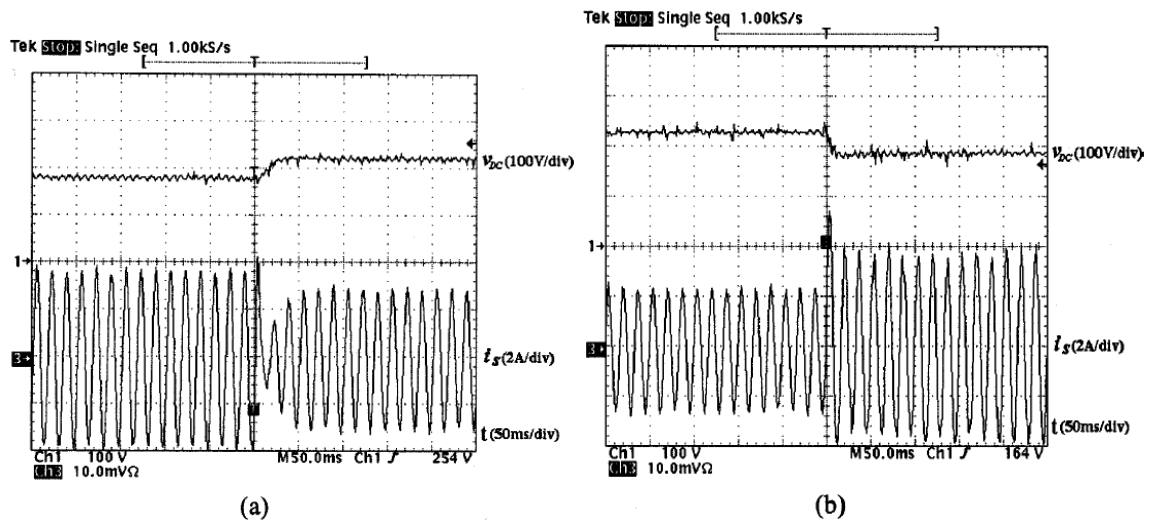 Tek Stop: Single Seq 1.00kS/s
[ ]
T
1→
3→
v_DC(100V/div)
i_S(2A/div)
t(50ms/div)
Ch1 100 V M50.0ms Ch1 ƒ 254 V
Ch3 10.0mVΩ
(a)
Tek Stop: Single Seq 1.00kS/s
[ ]
T
1→
3→
v_DC(100V/div)
i_S(2A/div)
t(50ms/div)
Ch1 100 V M50.0ms Ch1 ƒ 164 V
Ch3 10.0mVΩ
(b)